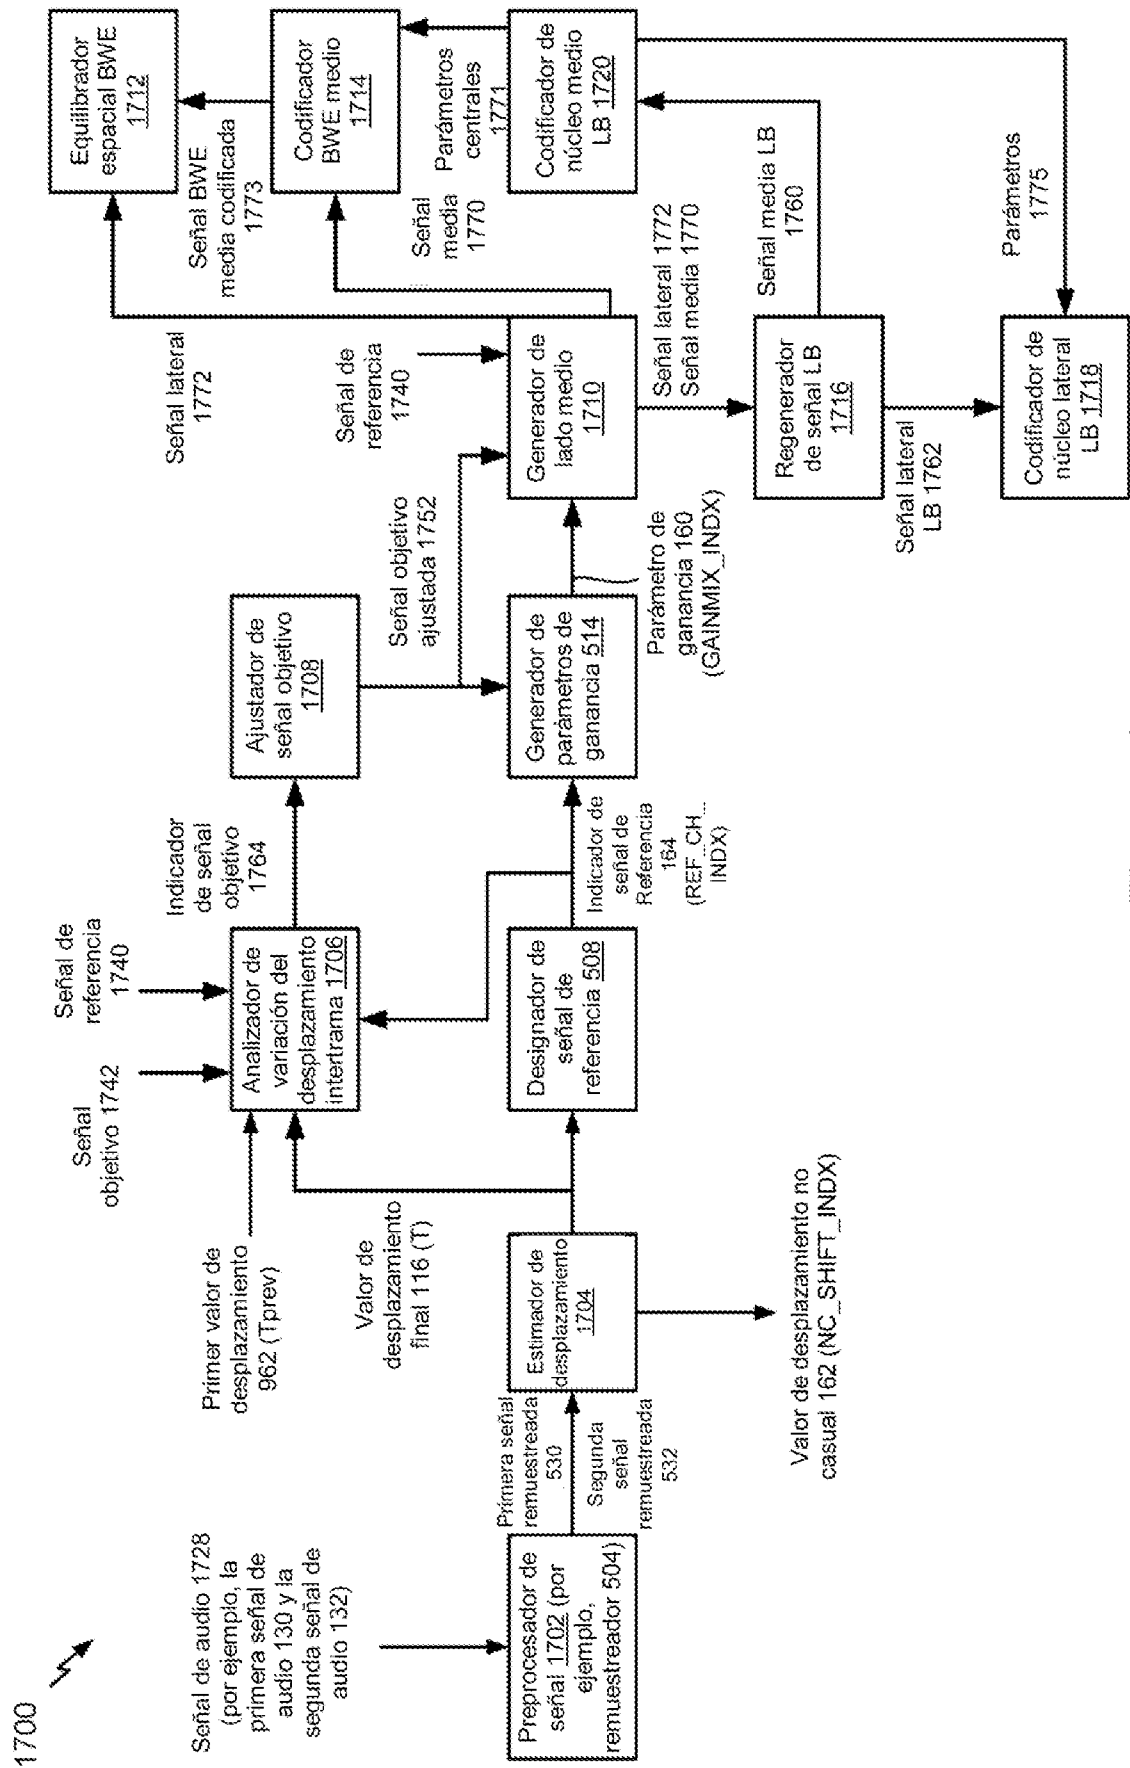 1700
Señal de audio 1728
(por ejemplo, la
primera señal de
audio 130 y la
segunda señal de
audio 132)
Preprocesador de
señal 1702 (por
ejemplo,
remuestreador 504)
Primera señal
remuestreada
530
Segunda
señal
remuestreada
532
Estimador de
desplazamiento
1704
Valor de desplazamiento no
casual 162 (NC_SHIFT_INDX)
Primer valor de
desplazamiento
962 (Tprev)
Valor de
desplazamiento
final 116 (T)
Señal
objetivo 1742
Señal de
referencia
1740
Analizador de
variación del
desplazamiento
intertrama 1706
Designador de
señal de
referencia 508
Indicador
de señal
objetivo
1764
Indicador de
señal de
Referencia
164
(REF_CH_
INDX)
Ajustador de
señal objetivo
1708
Generador de
parámetros de
ganancia 514
Señal objetivo
ajustada 1752
Parámetro de
ganancia 160
(GAINMIX_INDX)
Señal lateral
1772
Señal de
referencia
1740
Generador de
lado medio
1710
Señal lateral 1772
Señal media 1770
Regenerador
de señal LB
1716
Señal lateral
LB 1762
Codificador de
núcleo lateral
LB 1718
Señal BWE
media codificada
1773
Señal
media
1770
Parámetros
centrales
1771
Señal media LB
1760
Parámetros
1775
Equilibrador
espacial BWE
1712
Codificador
BWE medio
1714
Codificador de
núcleo medio
LB 1720